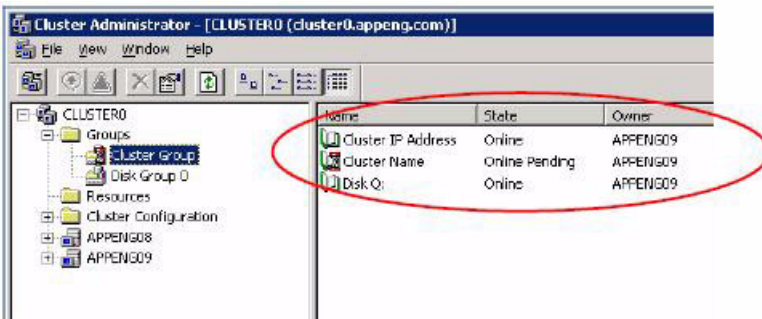 Cluster Administrator - [CLUSTER0 (cluster0.appeng.com)]
File View Window Help
CLUSTER0
Groups
Cluster Group
Disk Group 0
Resources
Cluster Configuration
APPENG08
APPENG09
Name State Owner
Cluster IP Address Online APPENG09
Cluster Name Online Pending APPENG09
Disk Q: Online APPENG09